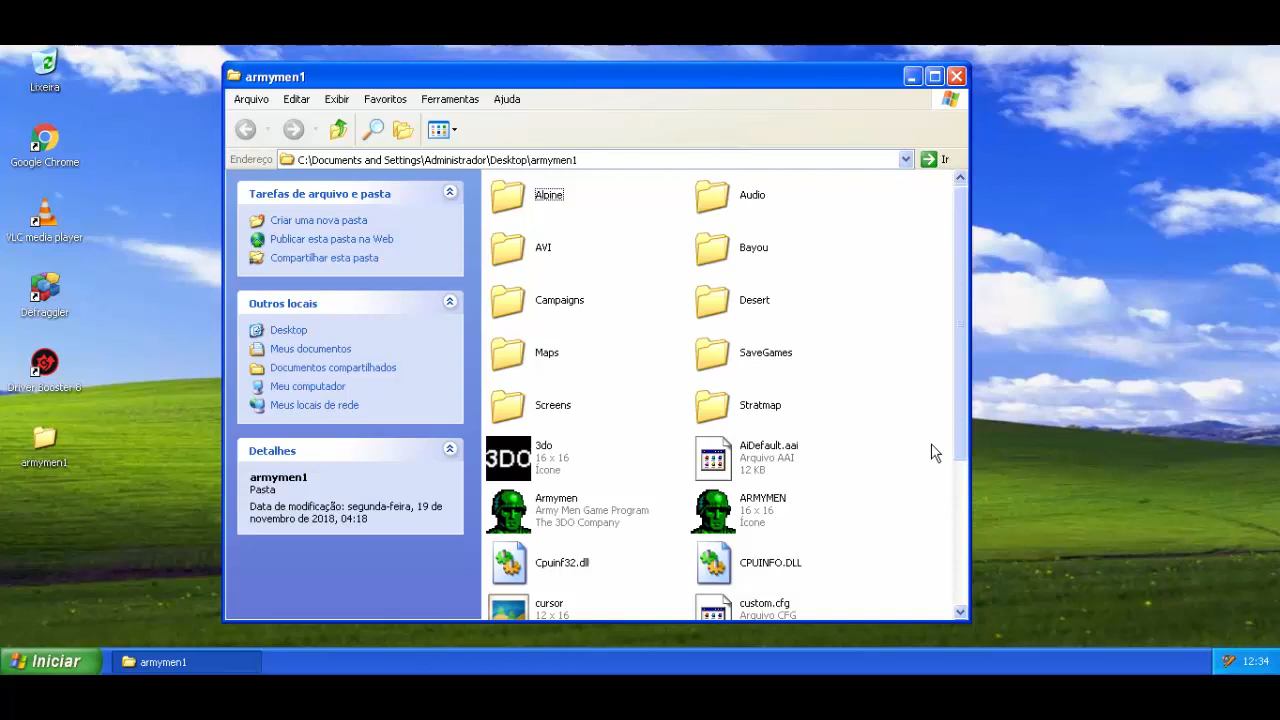 Lixeira
Google Chrome
VLC media player
Defraggler
Driver Booster 6
armymen1
armymen1
Arquivo Editar Exibir Favoritos Ferramentas Ajuda
Endereço C:\Documents and Settings\Administrador\Desktop\armymen1 Ir
Tarefas de arquivo e pasta
Criar uma nova pasta
Publicar esta pasta na Web
Compartilhar esta pasta
Outros locais
Desktop
Meus documentos
Documentos compartilhados
Meu computador
Meus locais de rede
Detalhes
armymen1
Pasta
Data de modificação: segunda-feira, 19 de
novembro de 2018, 04:18
Alpine
Audio
AVI
Bayou
Campaigns
Desert
Maps
SaveGames
Screens
Stratmap
3DO
3do
16 x 16
Ícone
AiDefault.aai
Arquivo AAI
12 KB
Armymen
Army Men Game Program
The 3DO Company
ARMYMEN
16 x 16
Ícone
Cpuinf32.dll
CPUINFO.DLL
cursor
12 x 16
custom.cfg
Arquivo CFG
Iniciar
armymen1
12:34